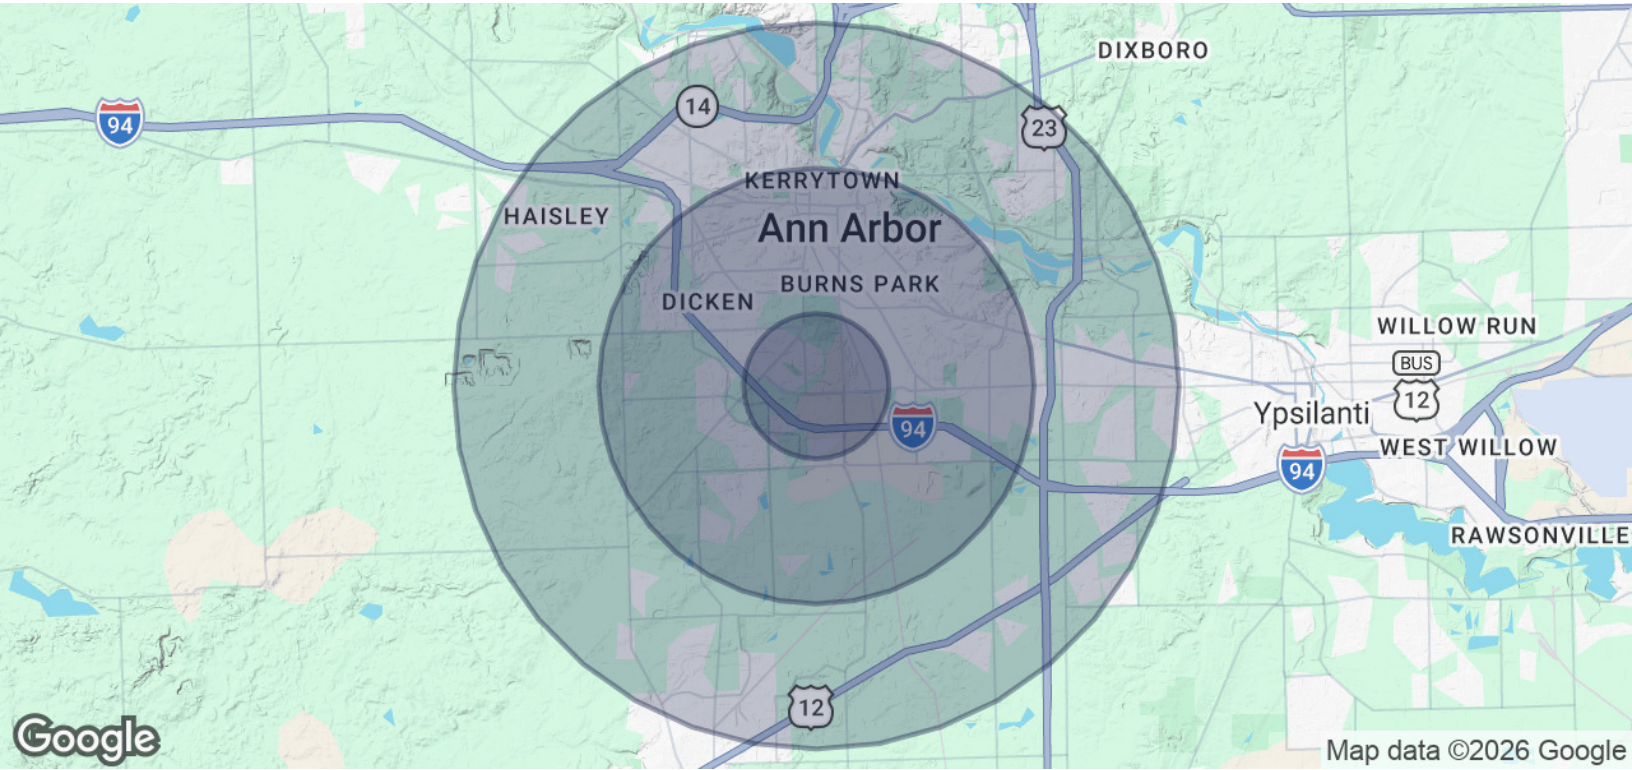 DIXBORO
94
14
23
KERRYTOWN
HAISLEY
Ann Arbor
BURNS PARK
DICKEN
WILLOW RUN
BUS
12
Ypsilanti
94
WEST WILLOW
94
RAWSONVILLE
12
Google
Map data ©2026 Google